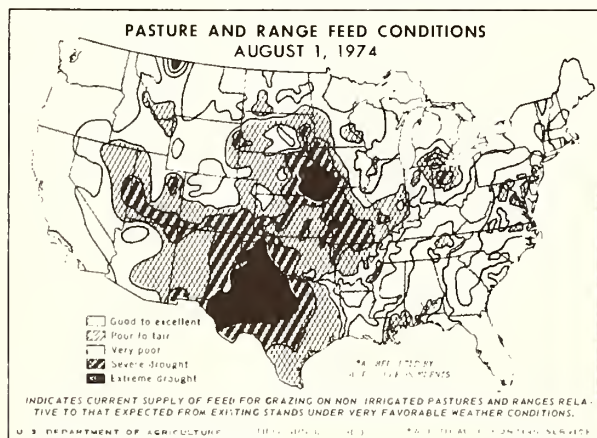 PASTURE AND RANGE FEED CONDITIONS
AUGUST 1, 1974
Good to excellent
Poor to fair
Very poor
Severe drought
Extreme drought
INDICATES CURRENT SUPPLY OF FEED FOR GRAZING ON NON IRRIGATED PASTURES AND RANGES RELA-
TIVE TO THAT EXPECTED FROM EXISTING STANDS UNDER VERY FAVORABLE WEATHER CONDITIONS.
U S DEPARTMENT OF AGRICULTURE SERVICE